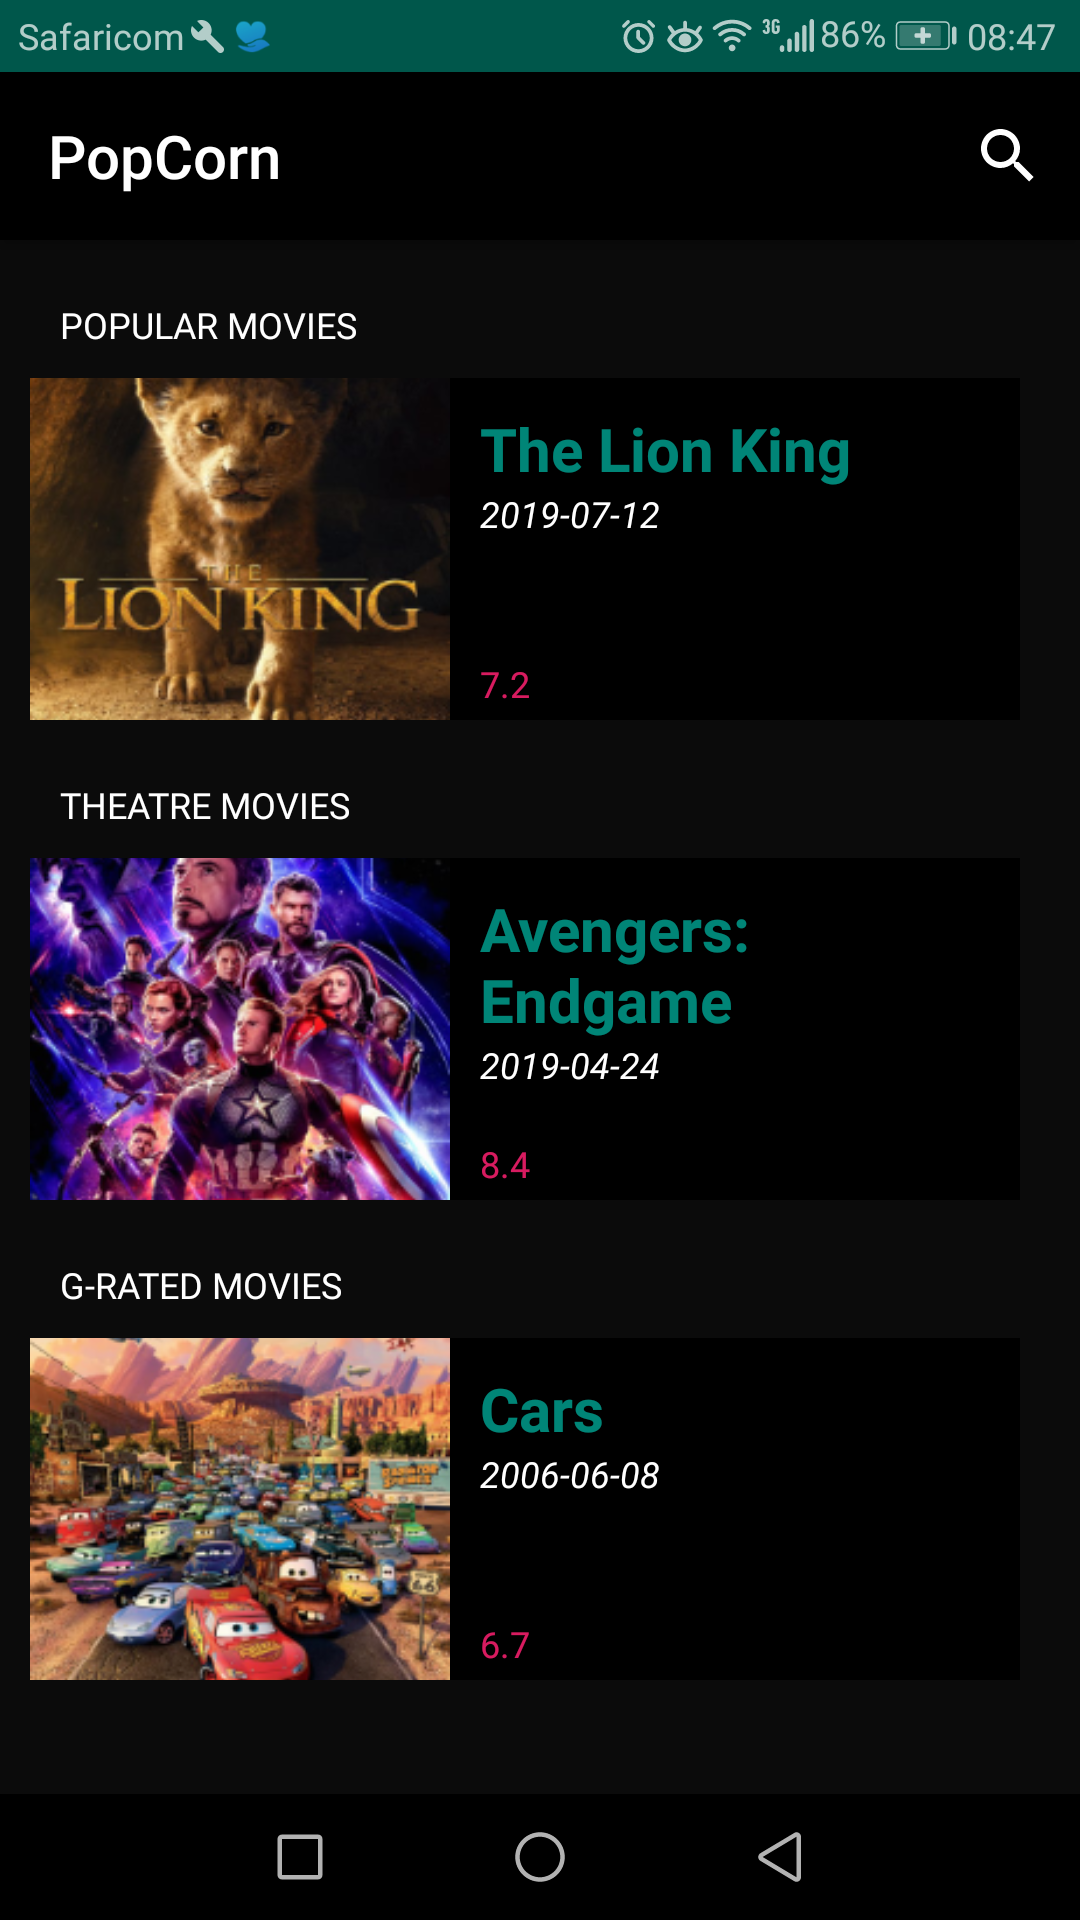 Safaricom 3G 86% 08:47
PopCorn
POPULAR MOVIES
THE
LION KING
The Lion King
2019-07-12
7.2
THEATRE MOVIES
Avengers:
Endgame
2019-04-24
8.4
G-RATED MOVIES
Cars
2006-06-08
6.7